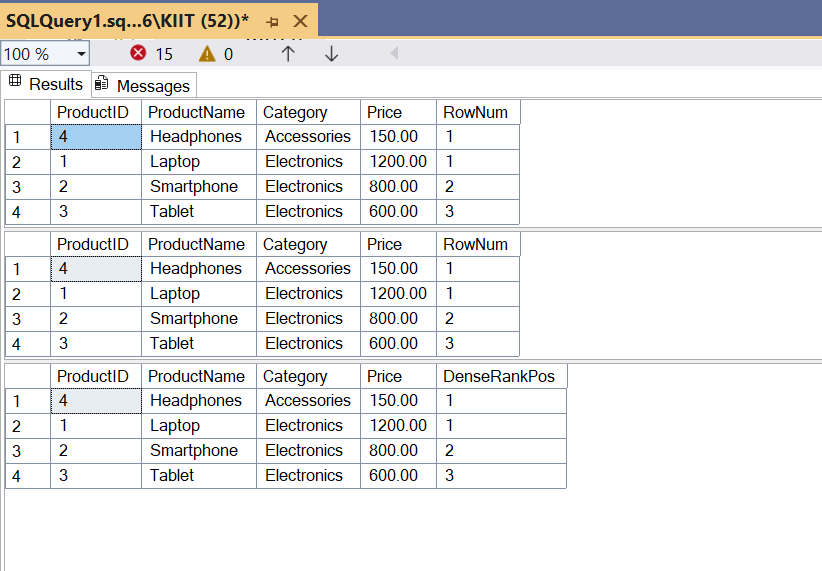 SQLQuery1.sq...6\KIIT (52))*
100 % 15 0
Results Messages
ProductID ProductName Category Price RowNum
1 4 Headphones Accessories 150.00 1
2 1 Laptop Electronics 1200.00 1
3 2 Smartphone Electronics 800.00 2
4 3 Tablet Electronics 600.00 3
ProductID ProductName Category Price RowNum
1 4 Headphones Accessories 150.00 1
2 1 Laptop Electronics 1200.00 1
3 2 Smartphone Electronics 800.00 2
4 3 Tablet Electronics 600.00 3
ProductID ProductName Category Price DenseRankPos
1 4 Headphones Accessories 150.00 1
2 1 Laptop Electronics 1200.00 1
3 2 Smartphone Electronics 800.00 2
4 3 Tablet Electronics 600.00 3